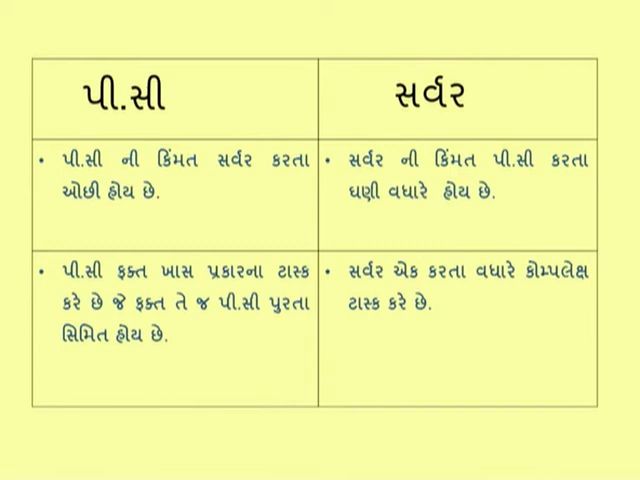 પી.સી
સર્વર
• પી.સી ની કિંમત સર્વર કરતા
ઓછી હોય છે.
• સર્વર ની કિંમત પી.સી કરતા
ઘણી વધારે હોય છે.
• પી.સી ફક્ત ખાસ પ્રકારના ટાસ્ક
કરે છે જે ફક્ત તે જ પી.સી પુરતા
સિમિત હોય છે.
• સર્વર એક કરતા વધારે કોમ્પલેક્ષ
ટાસ્ક કરે છે.